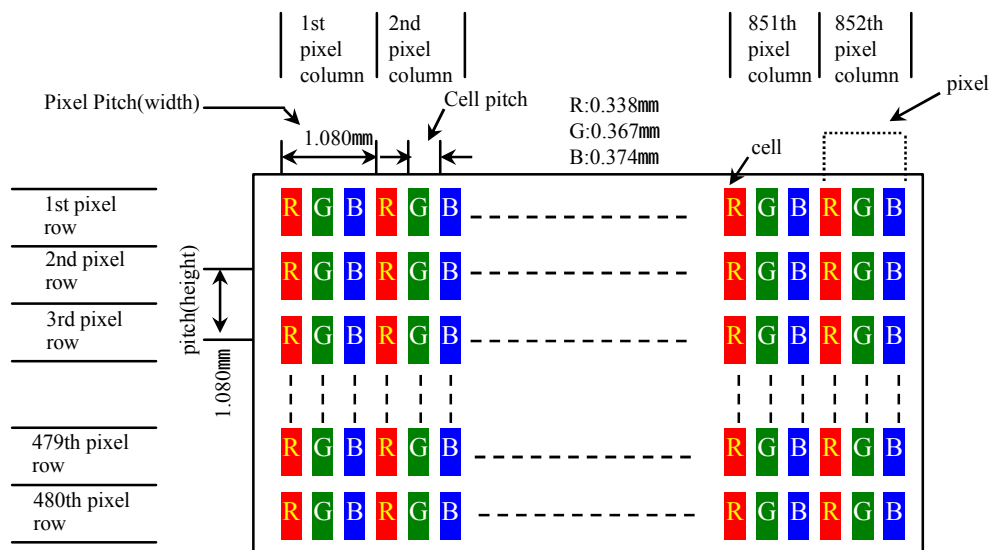 1st
pixel
column
2nd
pixel
column
851th
pixel
column
852th
pixel
column
pixel
Pixel Pitch(width)
Cell pitch
R:0.338㎜
G:0.367㎜
B:0.374㎜
1.080㎜
cell
1st pixel
row
R G B R G B R G B R G B
2nd pixel
row
R G B R G B R G B R G B
pitch(height)
3rd pixel
row
R G B R G B R G B R G B
1.080㎜
479th pixel
row
R G B R G B R G B R G B
480th pixel
row
R G B R G B R G B R G B